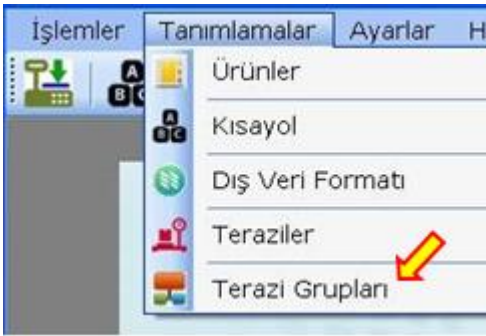 İşlemler Tanımlamalar Ayarlar H
Ürünler
A
B C
Kısayol
Dış Veri Formatı
Teraziler
Terazi Grupları